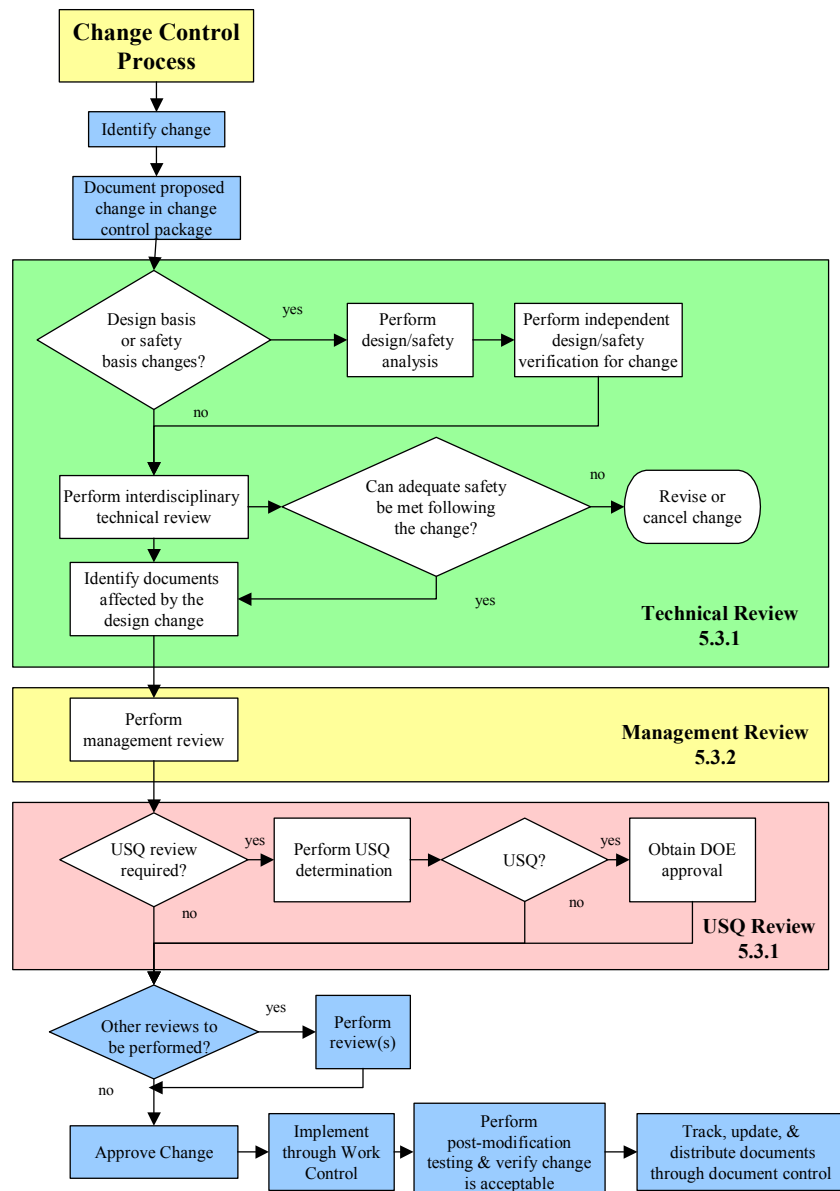 Change Control
Process
Identify change
Document proposed
change in change
control package
Design basis
or safety
basis changes?
yes
Perform
design/safety
analysis
Perform independent
design/safety
verification for change
no
Perform interdisciplinary
technical review
Can adequate safety
be met following
the change?
no
Revise or
cancel change
Identify documents
affected by the
design change
yes
Technical Review
5.3.1
Perform
management review
Management Review
5.3.2
USQ review
required?
yes
Perform USQ
determination
USQ?
yes
Obtain DOE
approval
no
no
USQ Review
5.3.1
Other reviews to
be performed?
yes
Perform
review(s)
no
Approve Change
Implement
through Work
Control
Perform
post-modification
testing & verify change
is acceptable
Track, update, &
distribute documents
through document control